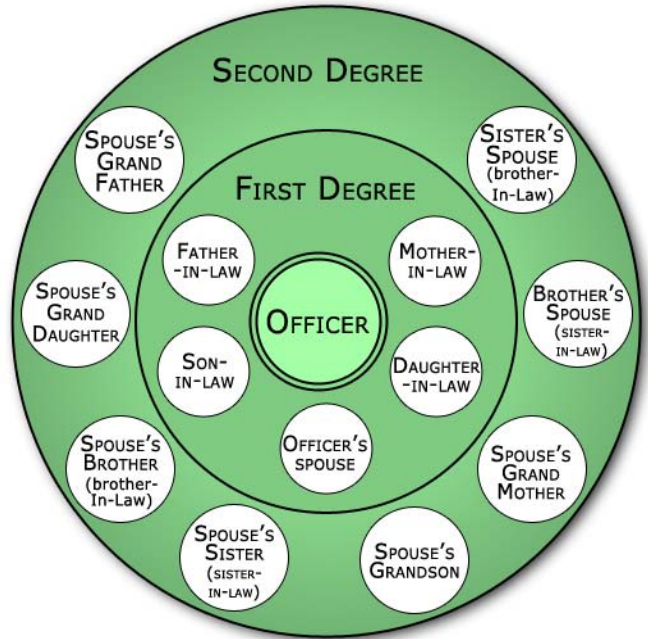 SECOND DEGREE
SPOUSE'S
GRAND
FATHER
SISTER'S
SPOUSE
(brother-
In-Law)
FIRST DEGREE
FATHER
-IN-LAW
MOTHER-
IN-LAW
SPOUSE'S
GRAND
DAUGHTER
OFFICER
BROTHER'S
SPOUSE
(SISTER-
IN-LAW)
SON-
IN-LAW
DAUGHTER
-IN-LAW
OFFICER'S
SPOUSE
SPOUSE'S
BROTHER
(brother-
In-Law)
SPOUSE'S
GRAND
MOTHER
SPOUSE'S
SISTER
(SISTER-
IN-LAW)
SPOUSE'S
GRANDSON